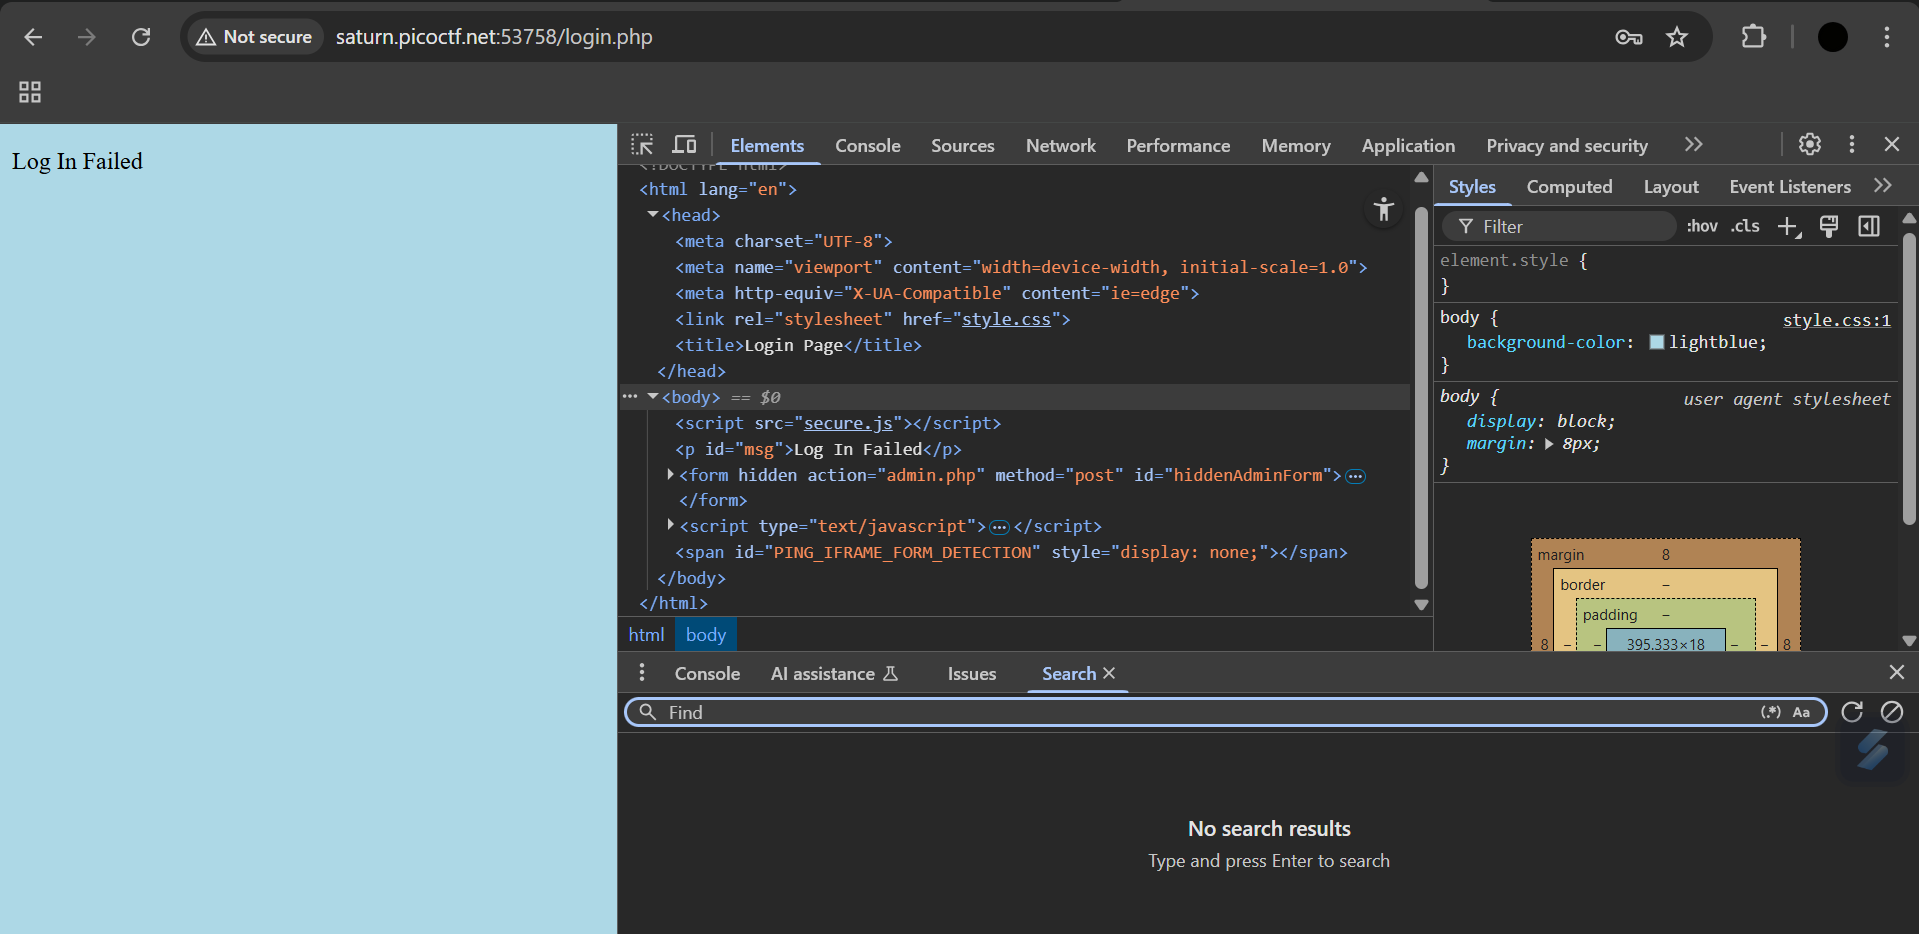 Not secure saturn.picoctf.net:53758/login.php
Log In Failed
Elements Console Sources Network Performance Memory Application Privacy and security
<!DOCTYPE html>
<html lang="en">
<head>
<meta charset="UTF-8">
<meta name="viewport" content="width=device-width, initial-scale=1.0">
<meta http-equiv="X-UA-Compatible" content="ie=edge">
<link rel="stylesheet" href="style.css">
<title>Login Page</title>
</head>
<body> == $0
<script src="secure.js"></script>
<p id="msg">Log In Failed</p>
<form hidden action="admin.php" method="post" id="hiddenAdminForm">
</form>
<script type="text/javascript"> </script>
<span id="PING_IFRAME_FORM_DETECTION" style="display: none;"></span>
</body>
</html>
html body
Styles Computed Layout Event Listeners
Filter :hov .cls
element.style {
}
body { style.css:1
background-color: lightblue;
}
body { user agent stylesheet
display: block;
margin: 8px;
}
margin 8
border –
padding –
8 – – 395.333×18 – – 8
Console AI assistance Issues Search
Find (.*) Aa
No search results
Type and press Enter to search